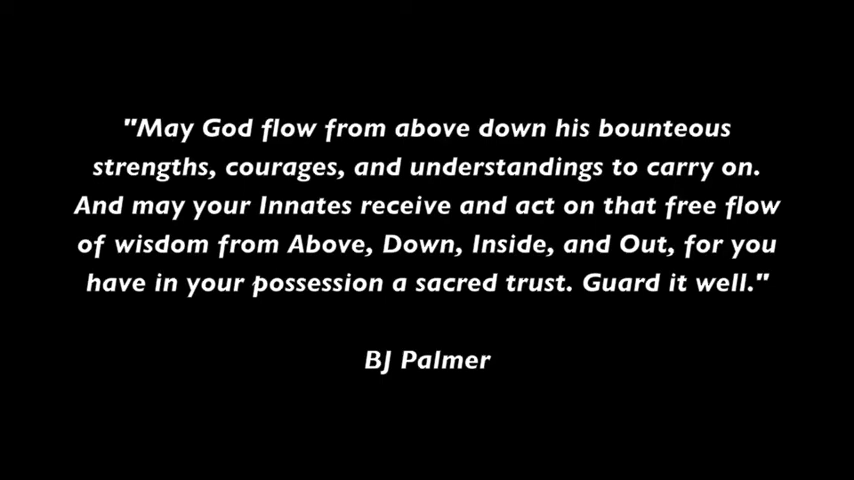 "May God flow from above down his bounteous
strengths, courages, and understandings to carry on.
And may your Innates receive and act on that free flow
of wisdom from Above, Down, Inside, and Out, for you
have in your possession a sacred trust. Guard it well."
BJ Palmer